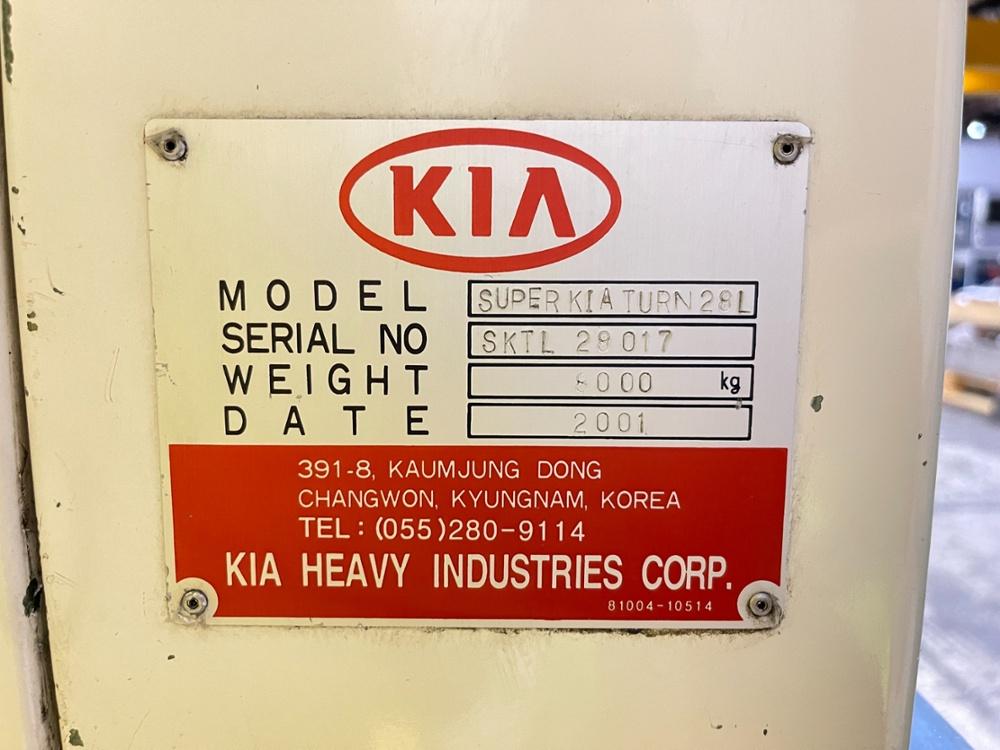 KIA
MODEL SUPER KIA TURN 28L
SERIAL NO SKTL 28017
WEIGHT kg
DATE 2001
391-8, KAUMJUNG DONG
CHANGWON, KYUNGNAM, KOREA
TEL : (055)280-9114
KIA HEAVY INDUSTRIES CORP.
81004-10514